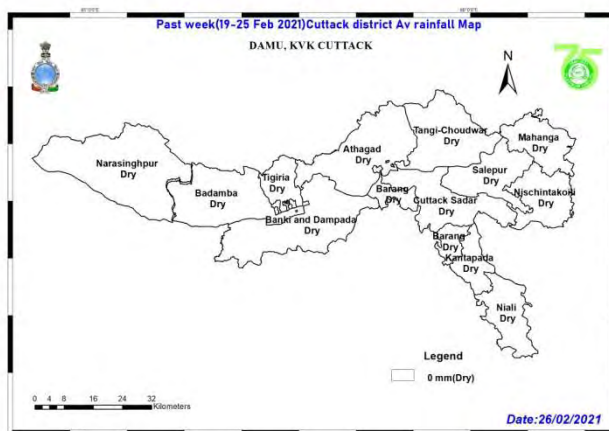 Past week(19-25 Feb 2021)Cuttack district Av rainfall Map
DAMU, KVK CUTTACK
N
75
Tangi-Choudwar
Dry
Mahanga
Dry
Athagad
Dry
Narasinghpur
Dry
Salepur
Dry
Tigiria
Dry
Badamba
Dry
Nischintakoili
Dry
Barang
Dry
Cuttack Sadar
Dry
Banki and Dampada
Dry
Barang
Dry
Kantapada
Dry
Niali
Dry
Legend
0 mm(Dry)
0 4 8 16 24 32
Kilometers
Date:26/02/2021